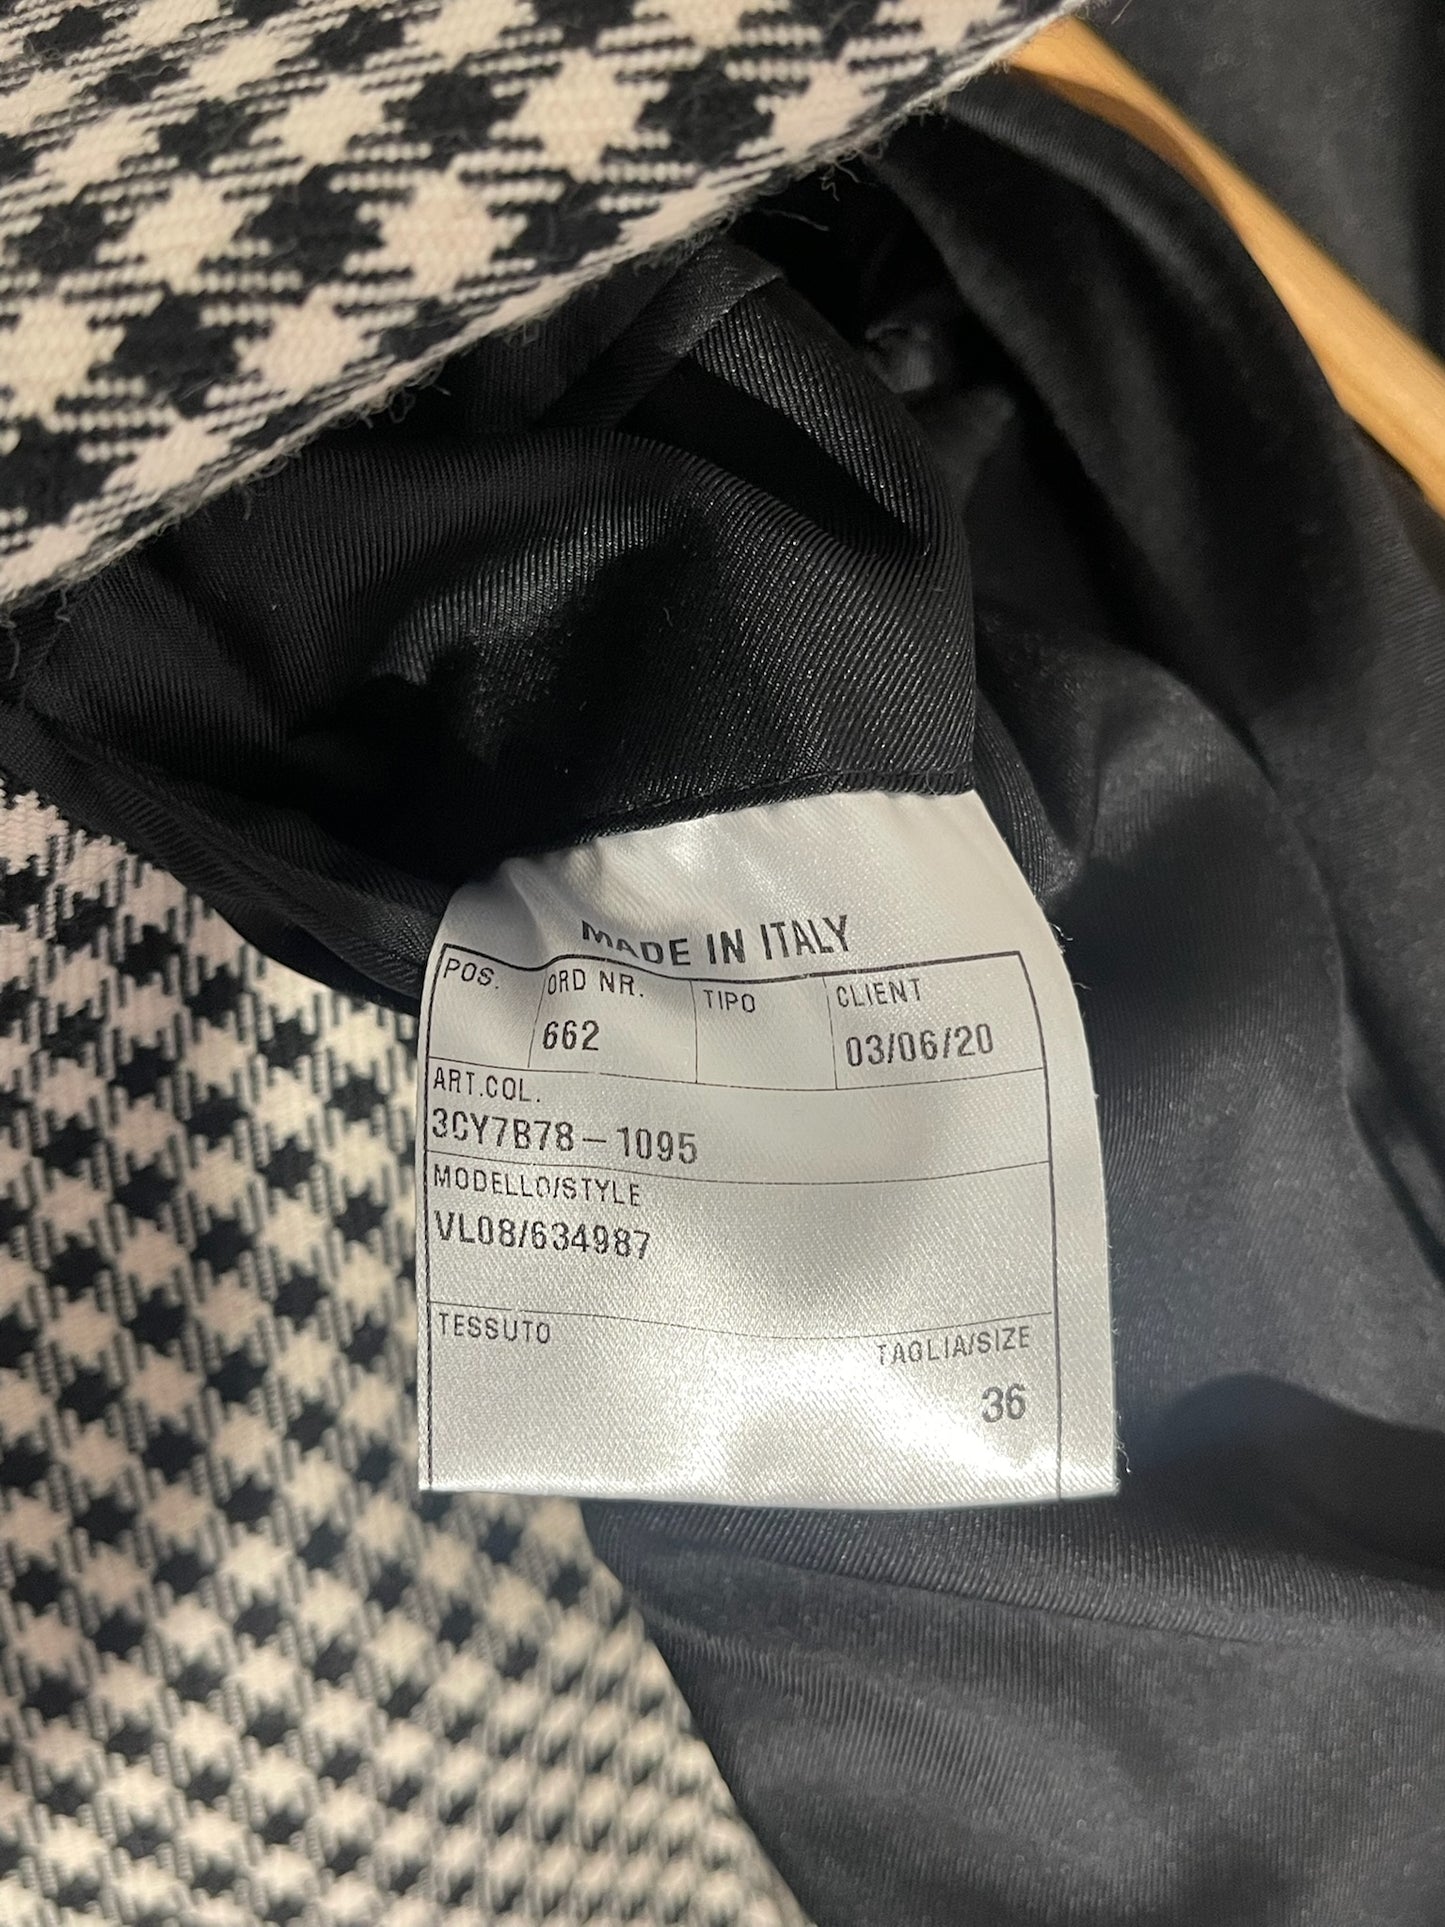 MADE IN ITALY
POS. ORD NR. TIPO CLIENT
662 03/06/20
ART.COL.
3CY7B78-1095
MODELLO/STYLE
VL08/634987
TESSUTO TAGLIA/SIZE
36